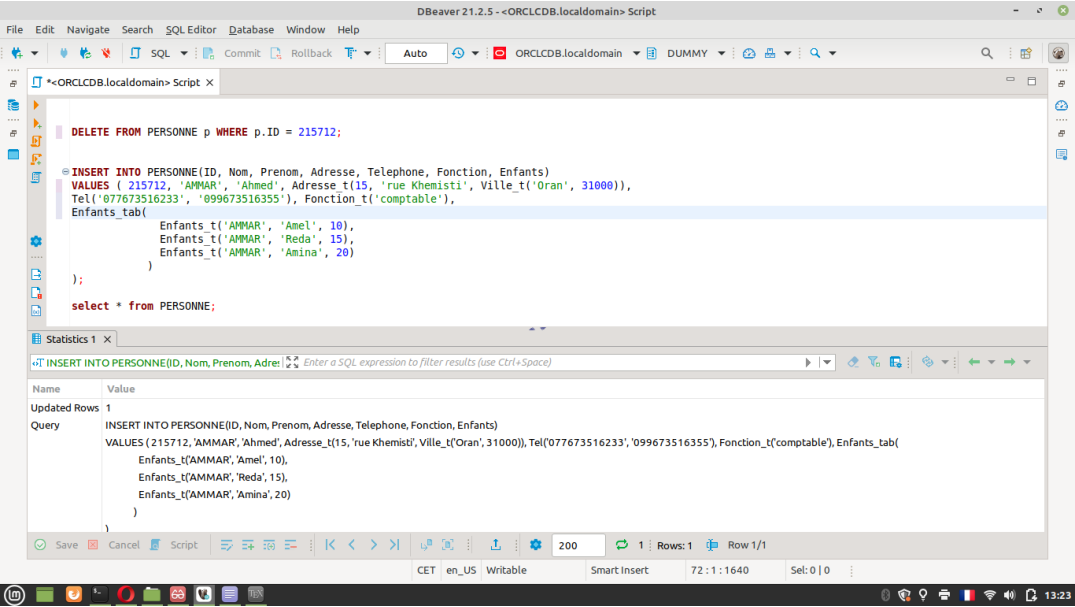 DBeaver 21.2.5 - <ORCLCDB.localdomain> Script
File Edit Navigate Search SQL Editor Database Window Help
SQL Commit Rollback T Auto ORCLCDB.localdomain DUMMY
*<ORCLCDB.localdomain> Script
DELETE FROM PERSONNE p WHERE p.ID = 215712;
INSERT INTO PERSONNE(ID, Nom, Prenom, Adresse, Telephone, Fonction, Enfants)
VALUES ( 215712, 'AMMAR', 'Ahmed', Adresse_t(15, 'rue Khemisti', Ville_t('Oran', 31000)),
Tel('077673516233', '099673516355'), Fonction_t('comptable'),
Enfants_tab(
Enfants_t('AMMAR', 'Amel', 10),
Enfants_t('AMMAR', 'Reda', 15),
Enfants_t('AMMAR', 'Amina', 20)
)
);
select * from PERSONNE;
Statistics 1
INSERT INTO PERSONNE(ID, Nom, Prenom, Adres Enter a SQL expression to filter results (use Ctrl+Space)
Name Value
Updated Rows 1
Query INSERT INTO PERSONNE(ID, Nom, Prenom, Adresse, Telephone, Fonction, Enfants)
VALUES ( 215712, 'AMMAR', 'Ahmed', Adresse_t(15, 'rue Khemisti', Ville_t('Oran', 31000)), Tel('077673516233', '099673516355'), Fonction_t('comptable'), Enfants_tab(
Enfants_t('AMMAR', 'Amel', 10),
Enfants_t('AMMAR', 'Reda', 15),
Enfants_t('AMMAR', 'Amina', 20)
)
)
Save Cancel Script 200 1 Rows: 1 Row 1/1
CET en_US Writable Smart Insert 72 : 1 : 1640 Sel: 0 | 0
13:23